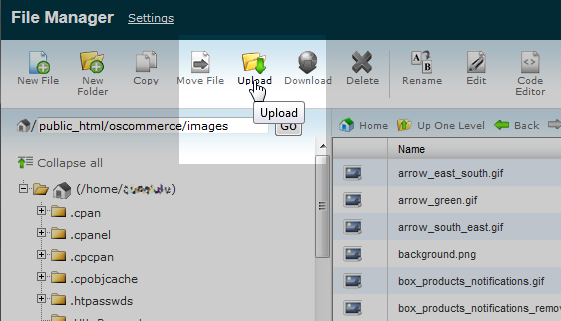 File Manager Settings
New File New Folder Copy Move File Upload Download Delete Rename Edit Code Editor
Upload
/ public_html/oscommerce/images Go
Home Up One Level Back
Collapse all
Name
(/home/
.cpan
.cpanel
.cpcpan
.cpobjcache
.htpasswds
arrow_east_south.gif
arrow_green.gif
arrow_south_east.gif
background.png
box_products_notifications.gif
box_products_notifications_remo